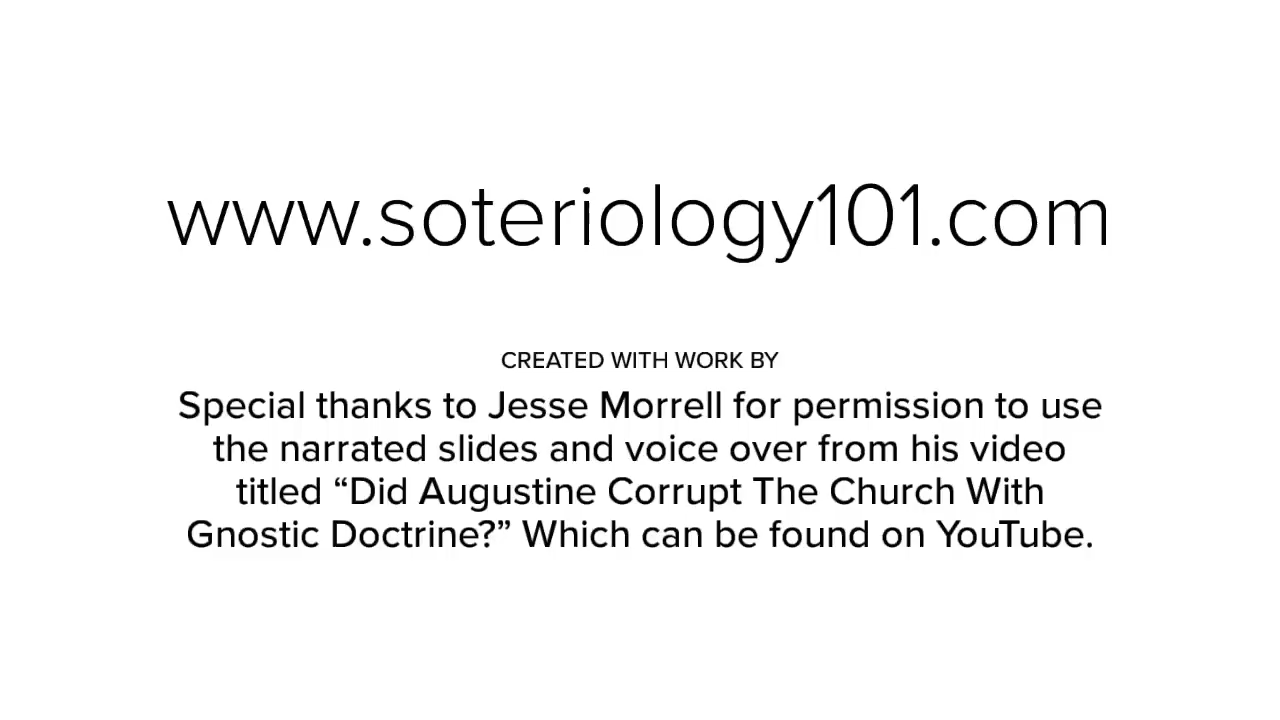 www.soteriology101.com
CREATED WITH WORK BY
Special thanks to Jesse Morrell for permission to use
the narrated slides and voice over from his video
titled “Did Augustine Corrupt The Church With
Gnostic Doctrine?” Which can be found on YouTube.